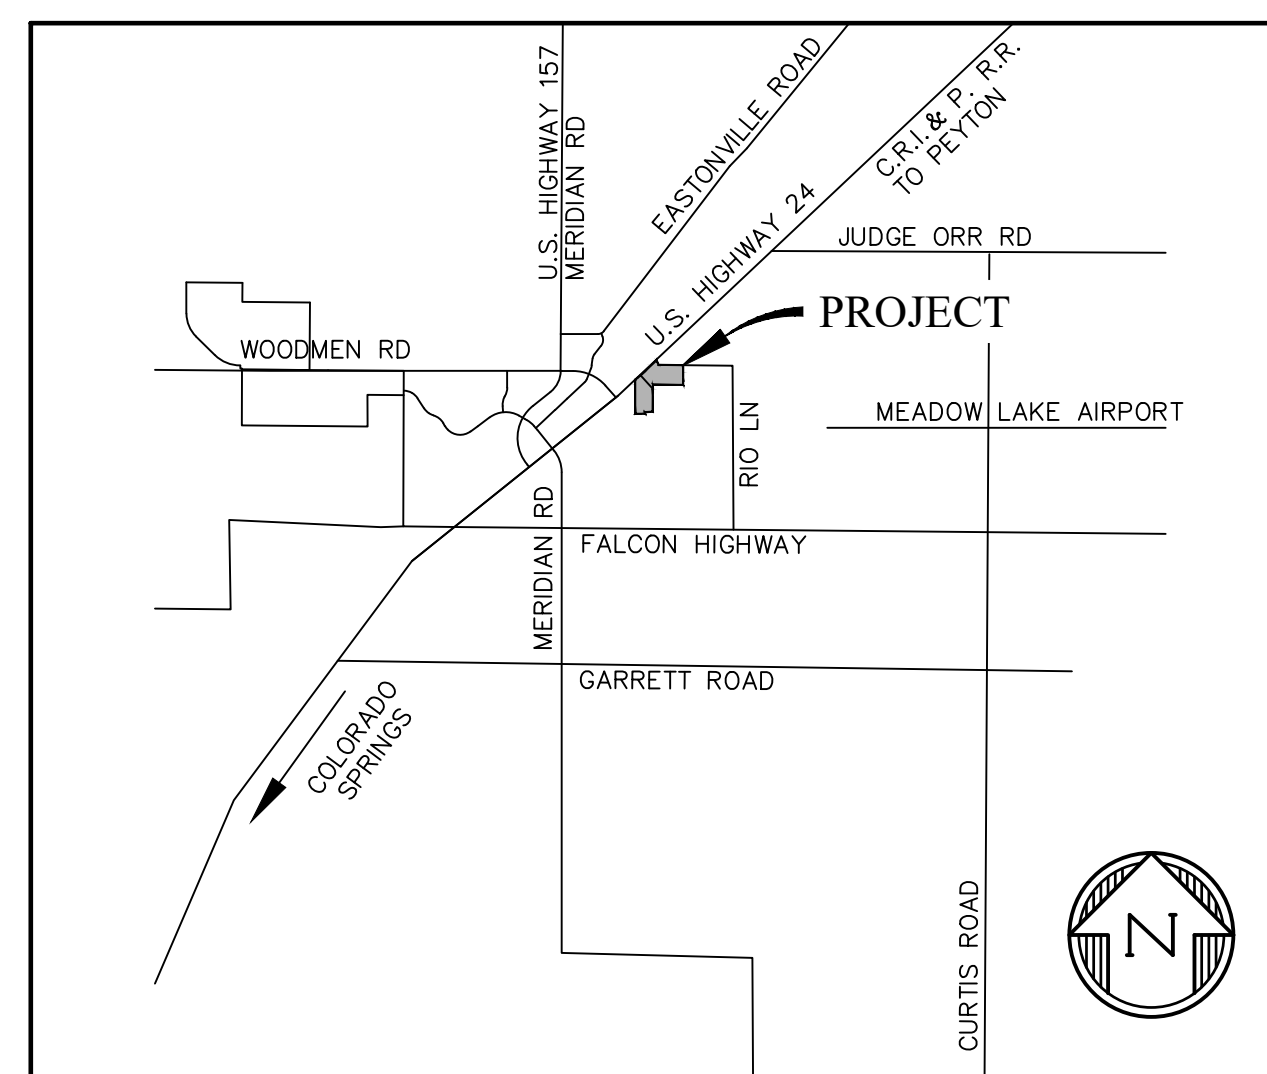 U.S. HIGHWAY 157
MERIDIAN RD
EASTONVILLE ROAD
C.R.I.& P. R.R.
TO PEYTON
U.S. HIGHWAY 24
JUDGE ORR RD
PROJECT
WOODMEN RD
MEADOW LAKE AIRPORT
RIO LN
MERIDIAN RD
FALCON HIGHWAY
GARRETT ROAD
COLORADO
SPRINGS
CURTIS ROAD
N